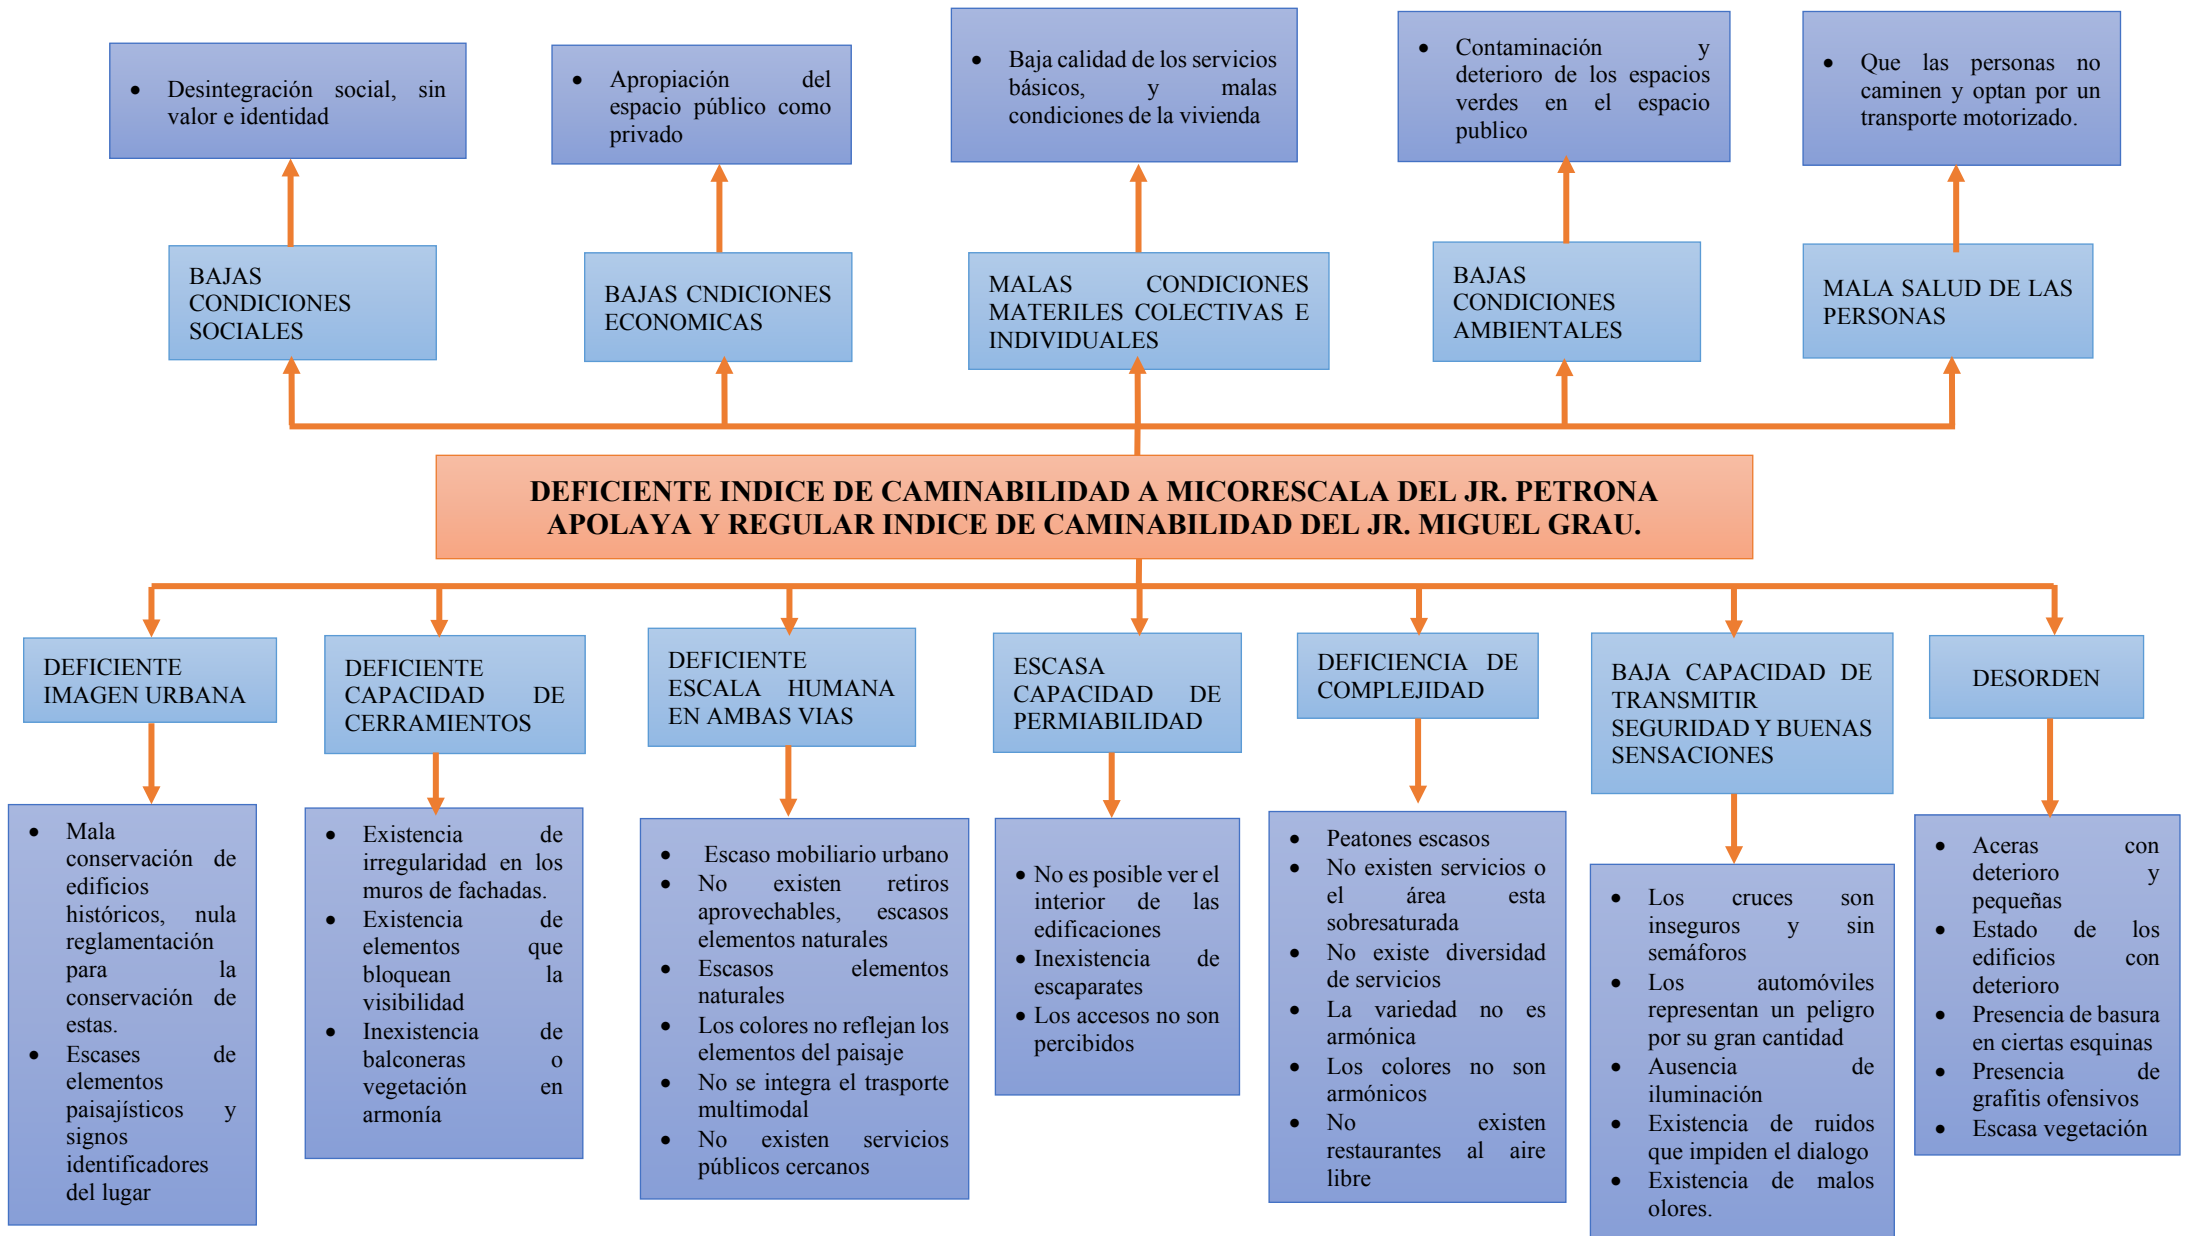 Desintegración social, sin
valor e identidad
Apropiación del
espacio público como
privado
Baja calidad de los servicios
básicos, y malas
condiciones de la vivienda
Contaminación y
deterioro de los espacios
verdes en el espacio
publico
Que las personas no
caminen y optan por un
transporte motorizado.
BAJAS
CONDICIONES
SOCIALES
BAJAS CNDICIONES
ECONOMICAS
MALAS CONDICIONES
MATERILES COLECTIVAS E
INDIVIDUALES
BAJAS
CONDICIONES
AMBIENTALES
MALA SALUD DE LAS
PERSONAS
DEFICIENTE INDICE DE CAMINABILIDAD A MICORESCALA DEL JR. PETRONA
APOLAYA Y REGULAR INDICE DE CAMINABILIDAD DEL JR. MIGUEL GRAU.
DEFICIENTE
IMAGEN URBANA
DEFICIENTE
CAPACIDAD DE
CERRAMIENTOS
DEFICIENTE
ESCALA HUMANA
EN AMBAS VIAS
ESCASA
CAPACIDAD DE
PERMIABILIDAD
DEFICIENCIA DE
COMPLEJIDAD
BAJA CAPACIDAD DE
TRANSMITIR
SEGURIDAD Y BUENAS
SENSACIONES
DESORDEN
Mala
conservación de
edificios
históricos, nula
reglamentación
para la
conservación de
estas.
Escases de
elementos
paisajísticos y
signos
identificadores
del lugar
Existencia de
irregularidad en los
muros de fachadas.
Existencia de
elementos que
bloquean la
visibilidad
Inexistencia de
balconeras o
vegetación en
armonía
Escaso mobiliario urbano
No existen retiros
aprovechables, escasos
elementos naturales
Escasos elementos
naturales
Los colores no reflejan los
elementos del paisaje
No se integra el trasporte
multimodal
No existen servicios
públicos cercanos
No es posible ver el
interior de las
edificaciones
Inexistencia de
escaparates
Los accesos no son
percibidos
Peatones escasos
No existen servicios o
el área esta
sobresaturada
No existe diversidad
de servicios
La variedad no es
armónica
Los colores no son
armónicos
No existen
restaurantes al aire
libre
Los cruces son
inseguros y sin
semáforos
Los automóviles
representan un peligro
por su gran cantidad
Ausencia de
iluminación
Existencia de ruidos
que impiden el dialogo
Existencia de malos
olores.
Aceras con
deterioro y
pequeñas
Estado de los
edificios con
deterioro
Presencia de basura
en ciertas esquinas
Presencia de
grafitis ofensivos
Escasa vegetación